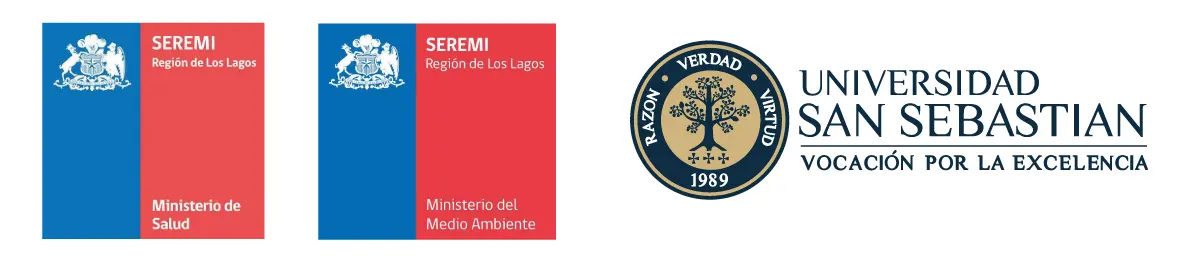 SEREMI
Región de Los Lagos
Ministerio de
Salud
SEREMI
Región de Los Lagos
Ministerio del
Medio Ambiente
RAZON · VERDAD · VIRTUD
1989
UNIVERSIDAD
SAN SEBASTIAN
VOCACIÓN POR LA EXCELENCIA